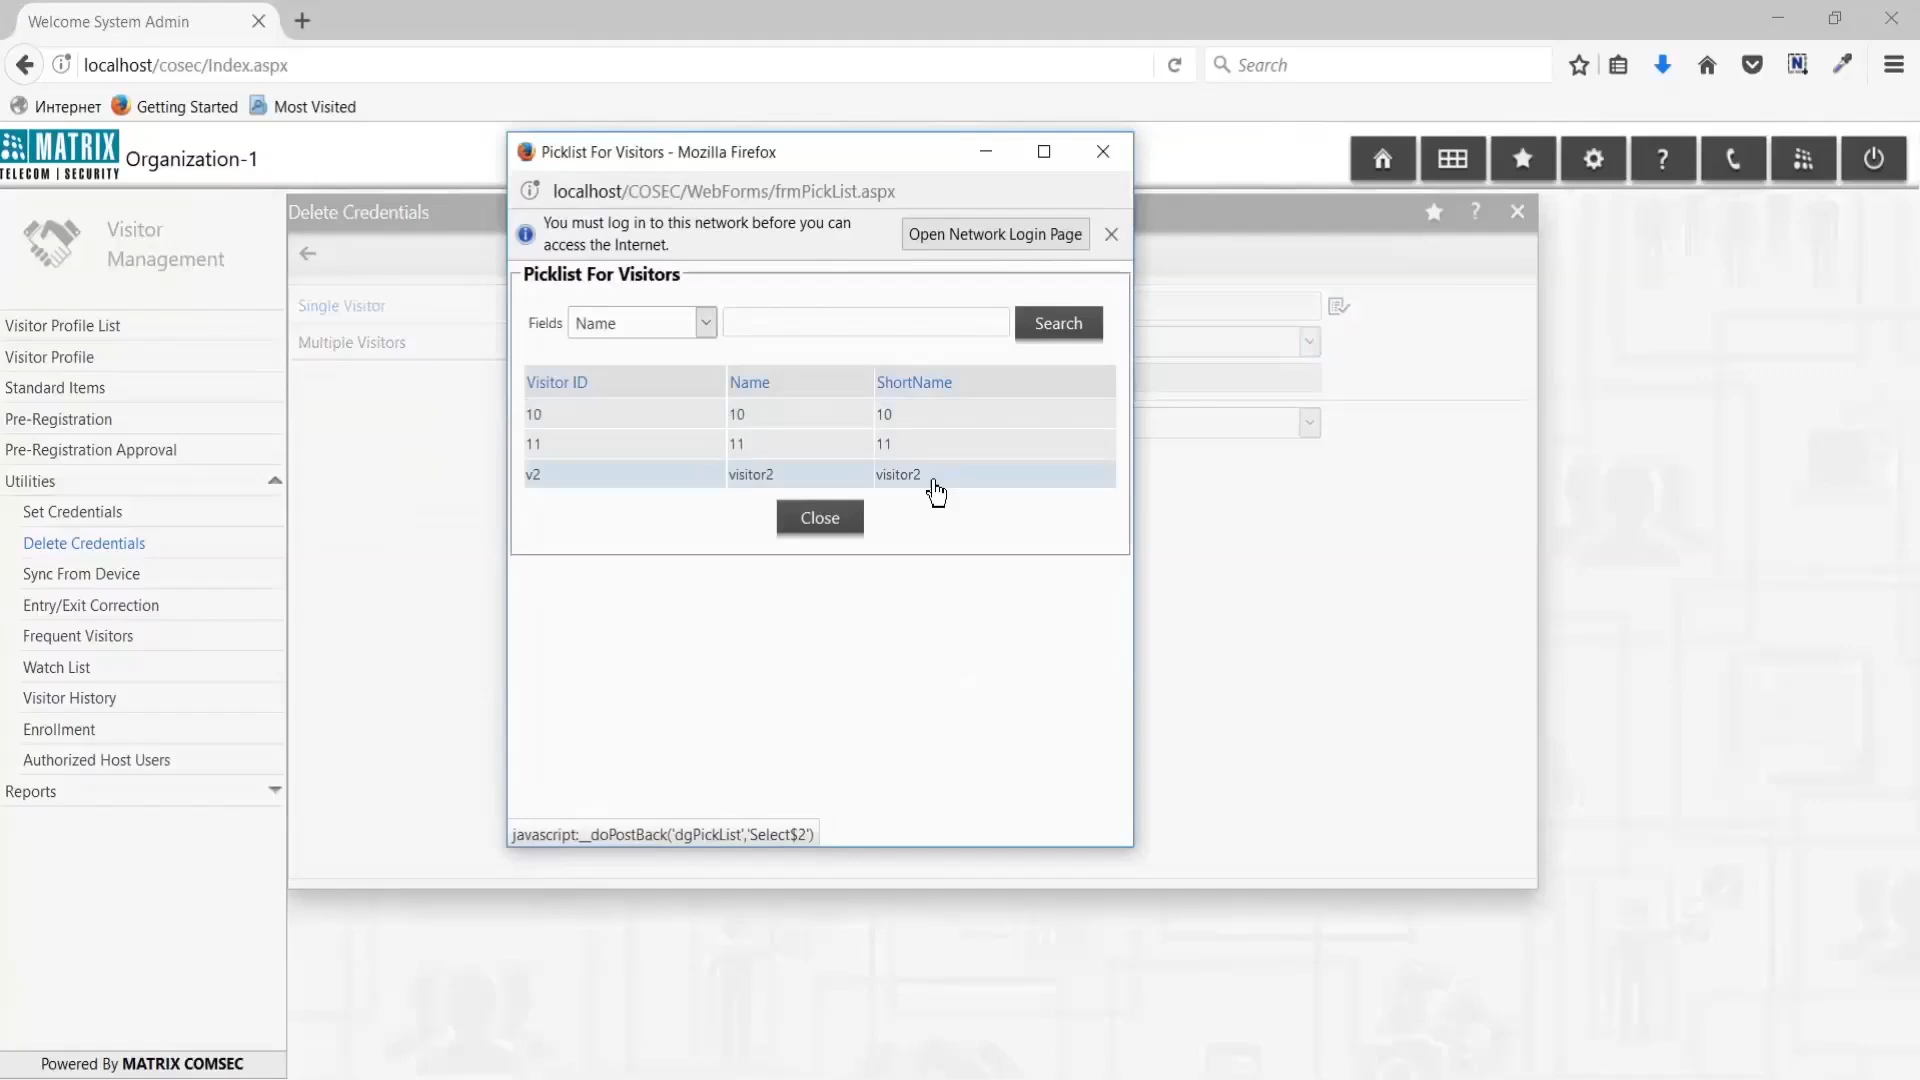 Welcome System Admin
localhost/cosec/Index.aspx
Search
Интернет Getting Started Most Visited
MATRIX
TELECOM | SECURITY
Organization-1
Visitor
Management
Visitor Profile List
Visitor Profile
Standard Items
Pre-Registration
Pre-Registration Approval
Utilities
Set Credentials
Delete Credentials
Sync From Device
Entry/Exit Correction
Frequent Visitors
Watch List
Visitor History
Enrollment
Authorized Host Users
Reports
Powered By MATRIX COMSEC
Delete Credentials
Single Visitor
Multiple Visitors
Picklist For Visitors - Mozilla Firefox
localhost/COSEC/WebForms/frmPickList.aspx
You must log in to this network before you can
access the Internet.
Open Network Login Page
Picklist For Visitors
Fields Name Search
Visitor ID Name ShortName
10 10 10
11 11 11
v2 visitor2 visitor2
Close
javascript:__doPostBack('dgPickList','Select$2')